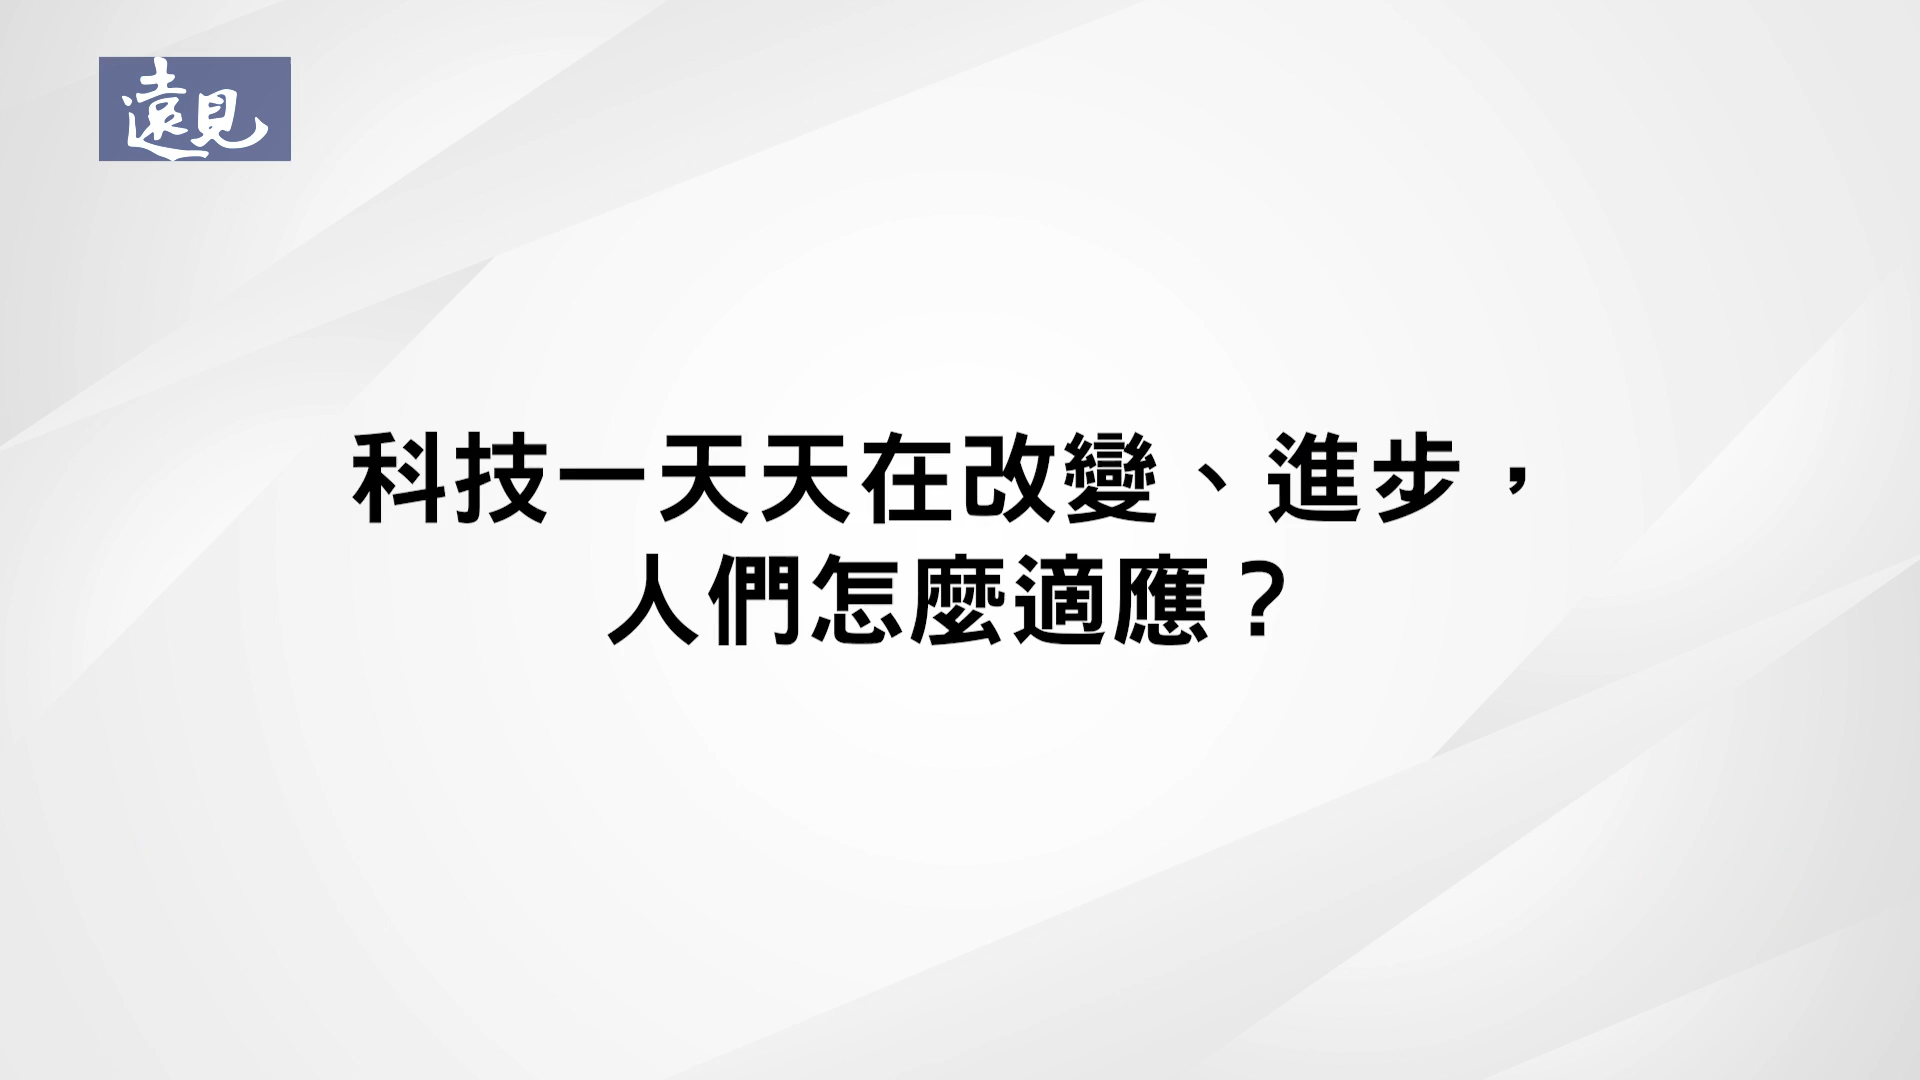 遠見
科技一天天在改變、進步，
人們怎麼適應？